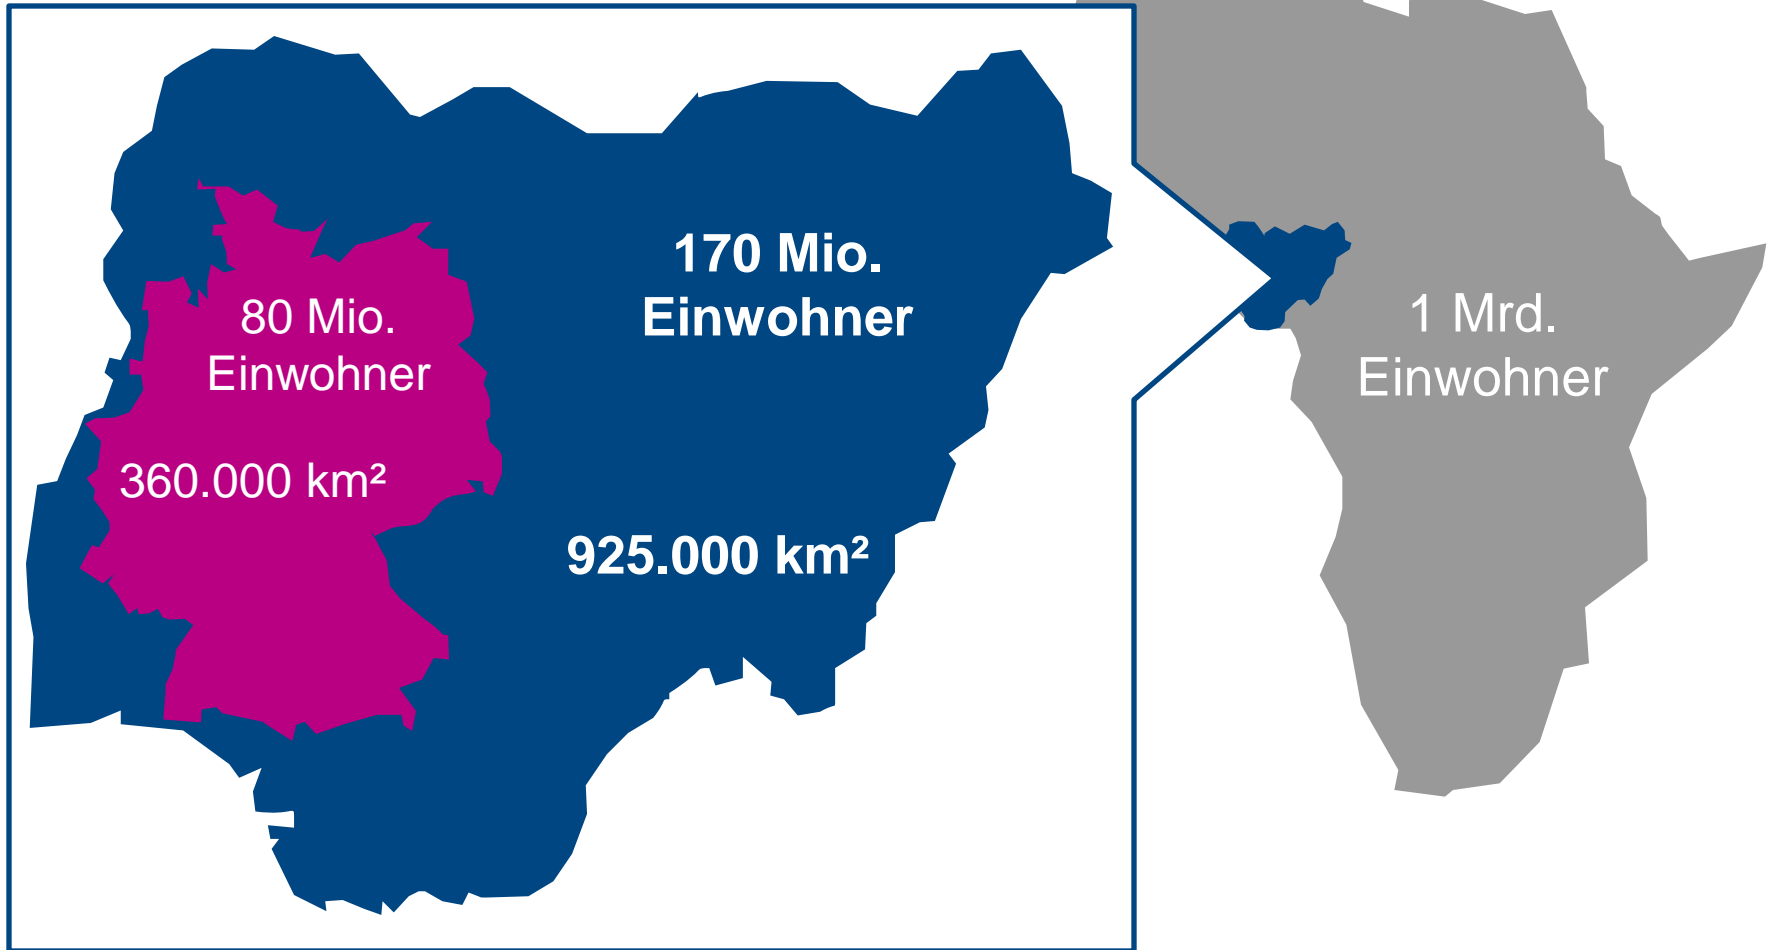 80 Mio.
Einwohner
360.000 km²
170 Mio.
Einwohner
925.000 km²
1 Mrd.
Einwohner